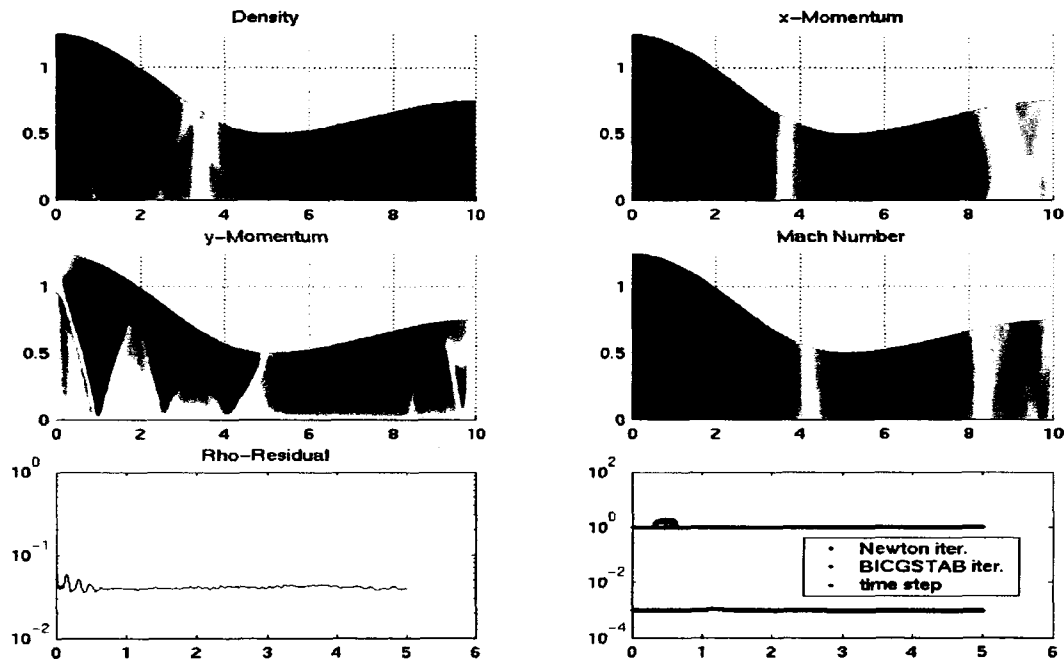 Density
x-Momentum
1
0.5
0
0 2 4 6 8 10
1
0.5
0
0 2 4 6 8 10
2
y-Momentum
Mach Number
1
0.5
0
0 2 4 6 8 10
1
0.5
0
0 2 4 6 8 10
Rho-Residual
10^0
10^-1
10^-2
0 1 2 3 4 5 6
10^2
10^0
10^-2
10^-4
0 1 2 3 4 5 6
Newton iter.
BICGSTAB iter.
time step